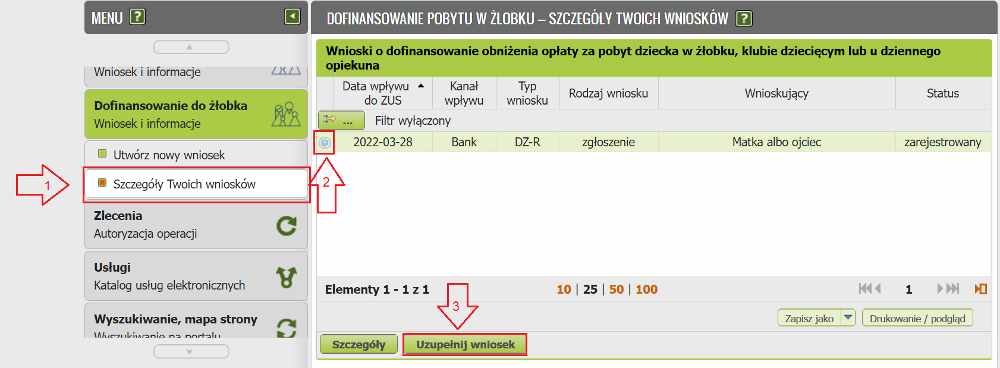 MENU ?
Wniosek i informacje
Dofinansowanie do żłobka
Wniosek i informacje
Utwórz nowy wniosek
1
Szczegóły Twoich wniosków
Zlecenia
Autoryzacja operacji
Usługi
Katalog usług elektronicznych
Wyszukiwanie, mapa strony
Wyszukiwanie na portalu
DOFINANSOWANIE POBYTU W ŻŁOBKU – SZCZEGÓŁY TWOICH WNIOSKÓW ?
Wnioski o dofinansowanie obniżenia opłaty za pobyt dziecka w żłobku, klubie dziecięcym lub u dziennego
opiekuna
Data wpływu do ZUS Kanał wpływu Typ wniosku Rodzaj wniosku Wnioskujący Status
... Filtr wyłączony
2022-03-28 Bank DZ-R zgłoszenie Matka albo ojciec zarejestrowany
2
Elementy 1 - 1 z 1 10 | 25 | 50 | 100 1
3
Zapisz jako Drukowanie / podgląd
Szczegóły Uzupełnij wniosek